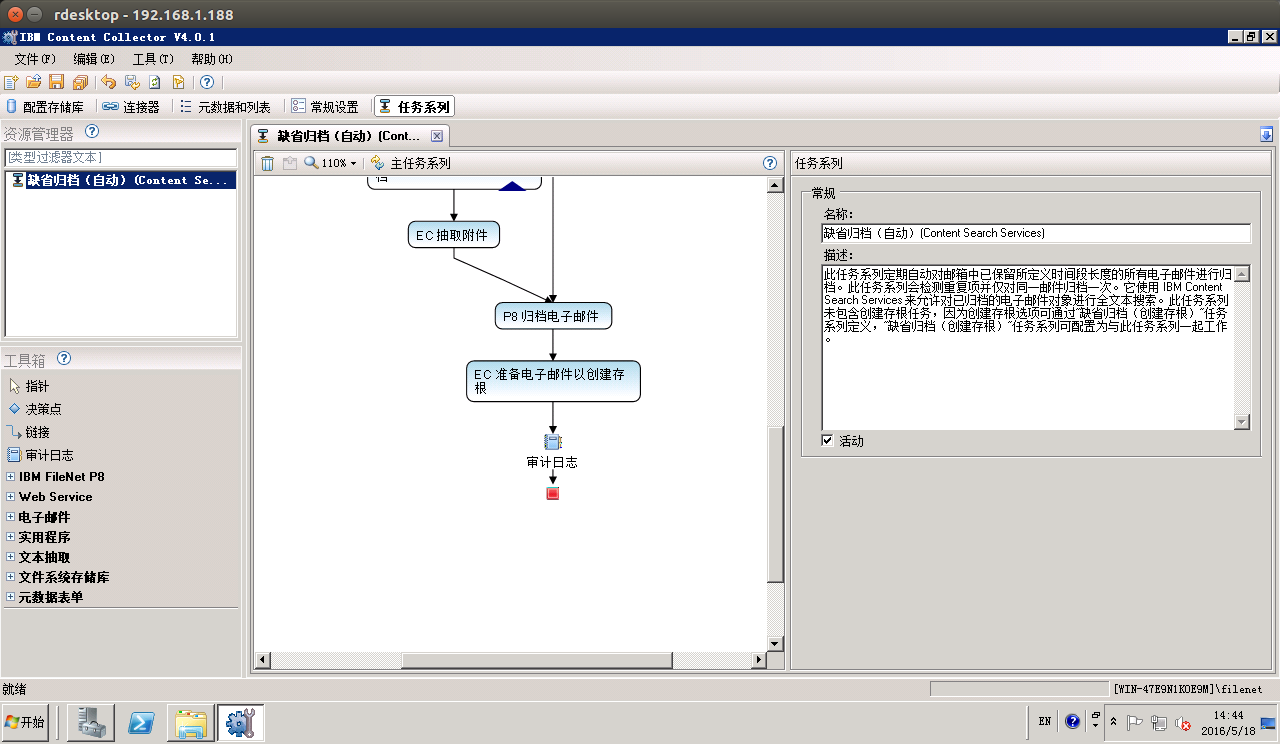 rdesktop - 192.168.1.188
IBM Content Collector V4.0.1
文件(F) 编辑(E) 工具(T) 帮助(H)
配置存储库 连接器 元数据和列表 常规设置 任务系列
资源管理器
[类型过滤器文本]
缺省归档（自动）(Content Se...
工具箱
指针
决策点
链接
审计日志
IBM FileNet P8
Web Service
电子邮件
实用程序
文本抽取
文件系统存储库
元数据表单
缺省归档（自动）(Cont...
110% 主任务系列
档
EC 抽取附件
P8 归档电子邮件
EC 准备电子邮件以创建存
根
审计日志
任务系列
常规
名称:
缺省归档（自动）(Content Search Services)
描述:
此任务系列定期自动对邮箱中已保留所定义时间段长度的所有电子邮件进行归
档。此任务系列会检测重复项并仅对同一邮件归档一次。它使用 IBM Content
Search Services 来允许对已归档的电子邮件对象进行全文本搜索。此任务系列
未包含创建存根任务，因为创建存根选项可通过"缺省归档（创建存根）"任务
系列定义，"缺省归档（创建存根）"任务系列可配置为与此任务系列一起工作
。
活动
就绪
[WIN-47E9N1KOE9M]\filenet
开始
EN
14:44
2016/5/18